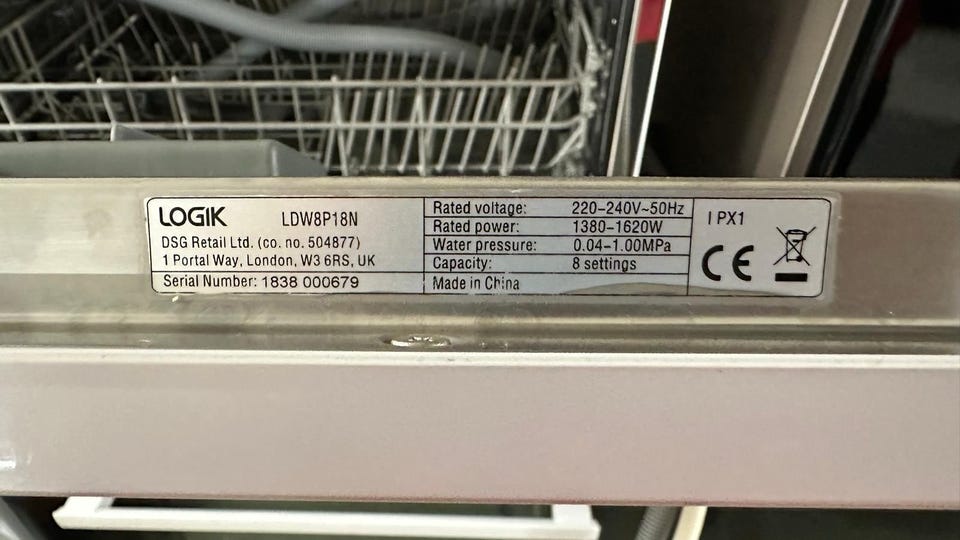 LOGIK LDW8P18N
DSG Retail Ltd. (co. no. 504877)
1 Portal Way, London, W3 6RS, UK
Serial Number: 1838 000679
Rated voltage: 220-240V~50Hz
Rated power: 1380-1620W
Water pressure: 0.04-1.00MPa
Capacity: 8 settings
Made in China
IPX1
CE